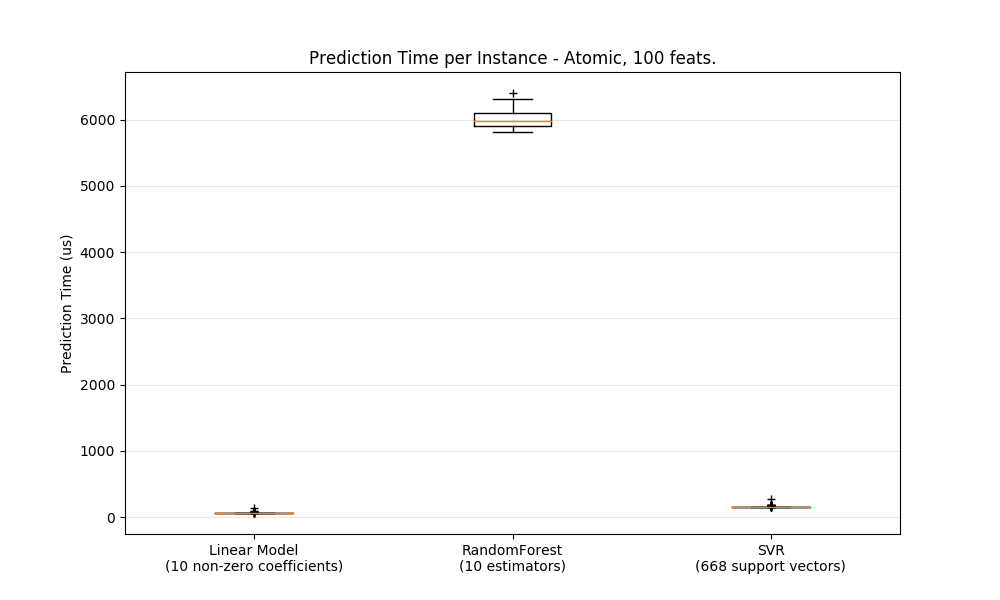 Prediction Time per Instance - Atomic, 100 feats.
Prediction Time (us)
6000
5000
4000
3000
2000
1000
0
Linear Model
(10 non-zero coefficients)
RandomForest
(10 estimators)
SVR
(668 support vectors)